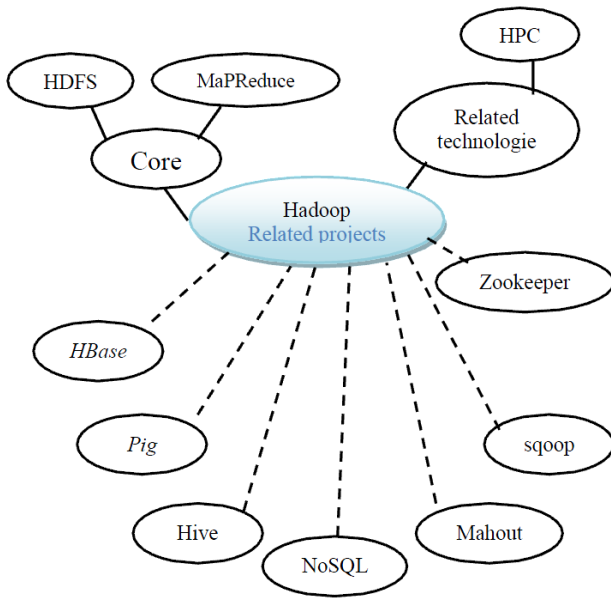 HPC
HDFS
MaPReduce
Related
technologie
Core
Hadoop
Related projects
Zookeeper
HBase
Pig
sqoop
Hive
Mahout
NoSQL